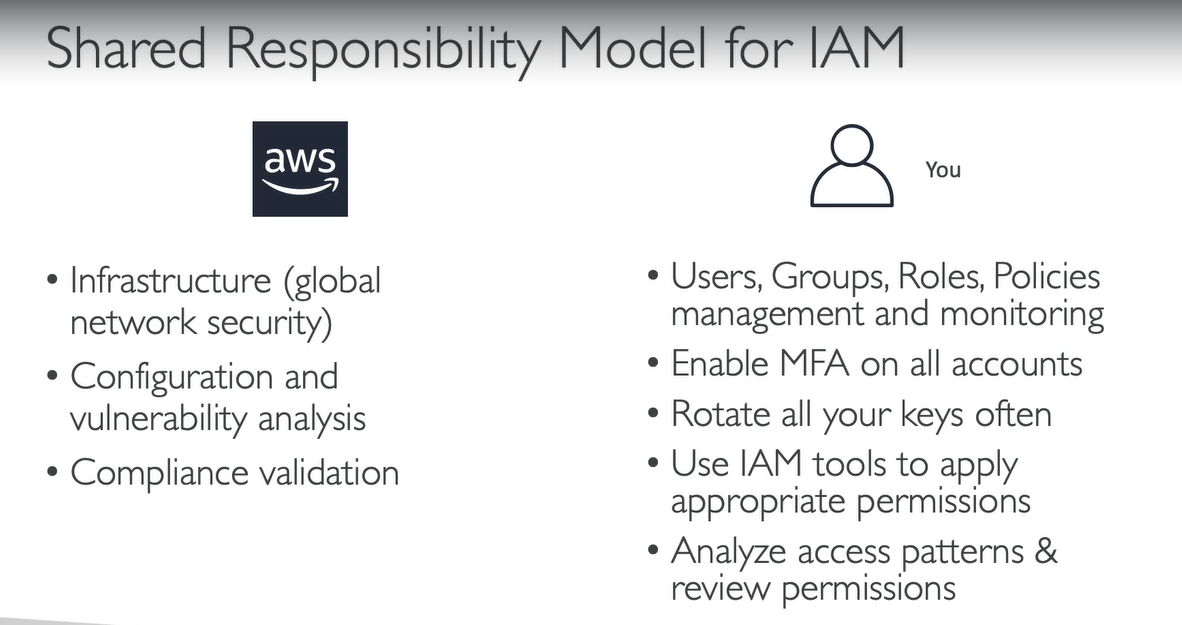 Shared Responsibility Model for IAM
aws
You
• Infrastructure (global
network security)
• Configuration and
vulnerability analysis
• Compliance validation
• Users, Groups, Roles, Policies
management and monitoring
• Enable MFA on all accounts
• Rotate all your keys often
• Use IAM tools to apply
appropriate permissions
• Analyze access patterns &
review permissions